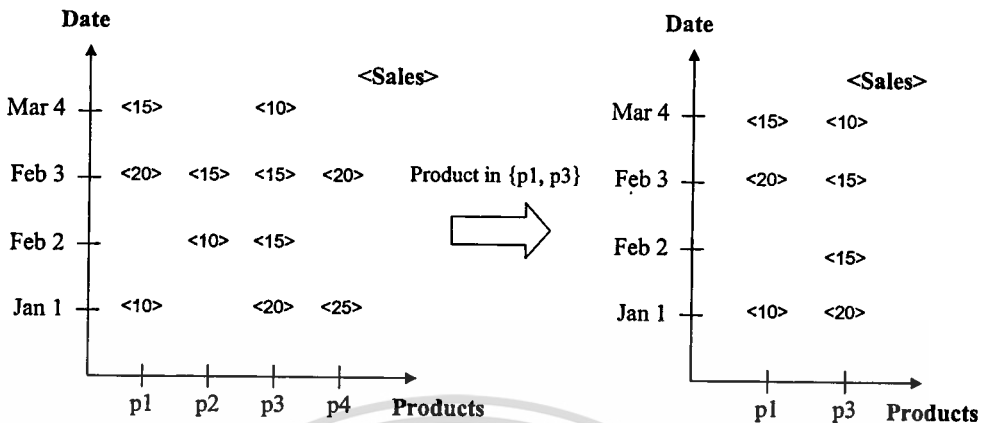 Date
<Sales>
Mar 4 <15> <10>
Feb 3 <20> <15> <15> <20>
Feb 2 <10> <15>
Jan 1 <10> <20> <25>
p1 p2 p3 p4 Products
Product in {p1, p3}
Date
<Sales>
Mar 4 <15> <10>
Feb 3 <20> <15>
Feb 2 <15>
Jan 1 <10> <20>
p1 p3 Products